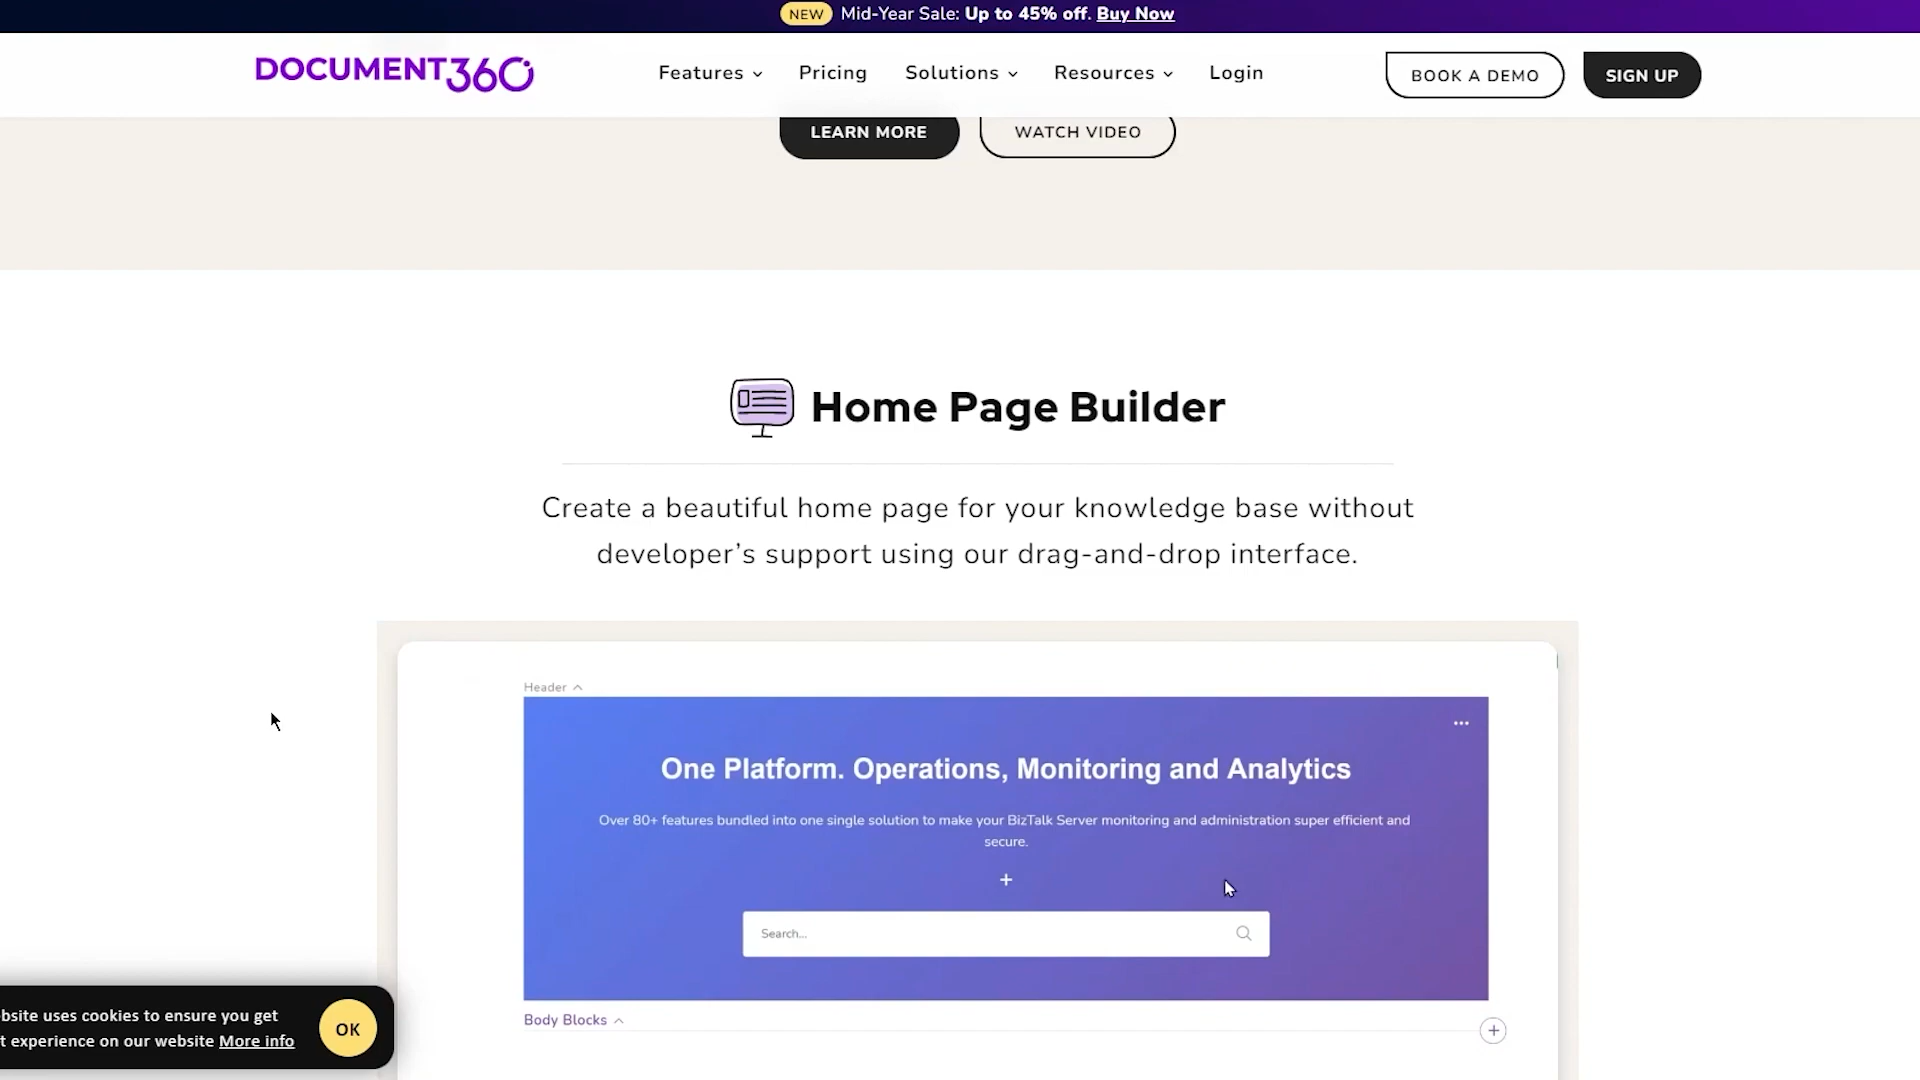 NEW Mid-Year Sale: Up to 45% off. Buy Now
DOCUMENT360 Features Pricing Solutions Resources Login BOOK A DEMO SIGN UP
LEARN MORE WATCH VIDEO
Home Page Builder
Create a beautiful home page for your knowledge base without
developer’s support using our drag-and-drop interface.
Header
One Platform. Operations, Monitoring and Analytics
Over 80+ features bundled into one single solution to make your BizTalk Server monitoring and administration super efficient and
secure.
Search...
Body Blocks
bsite uses cookies to ensure you get
t experience on our website More info
OK